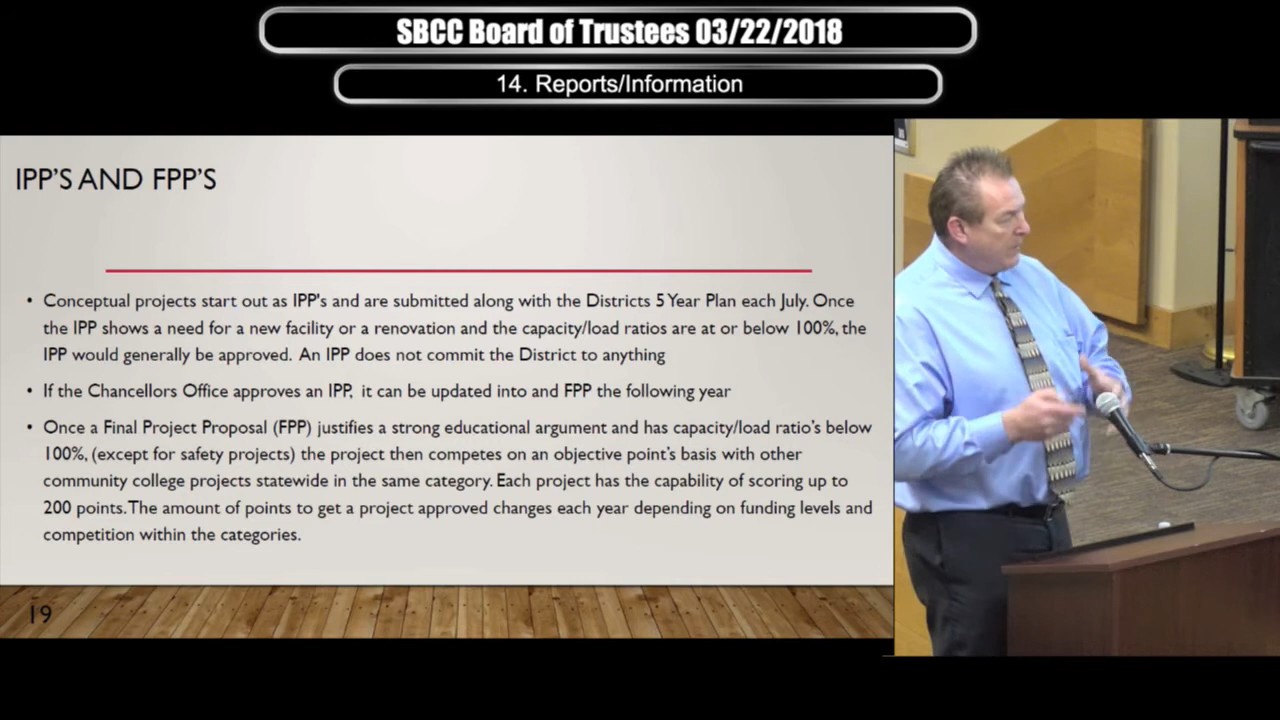 SBCC Board of Trustees 03/22/2018
14. Reports/Information
IPP'S AND FPP'S
• Conceptual projects start out as IPP's and are submitted along with the Districts 5 Year Plan each July. Once
the IPP shows a need for a new facility or a renovation and the capacity/load ratios are at or below 100%, the
IPP would generally be approved. An IPP does not commit the District to anything
• If the Chancellors Office approves an IPP, it can be updated into and FPP the following year
• Once a Final Project Proposal (FPP) justifies a strong educational argument and has capacity/load ratio's below
100%, (except for safety projects) the project then competes on an objective point's basis with other
community college projects statewide in the same category. Each project has the capability of scoring up to
200 points. The amount of points to get a project approved changes each year depending on funding levels and
competition within the categories.
19